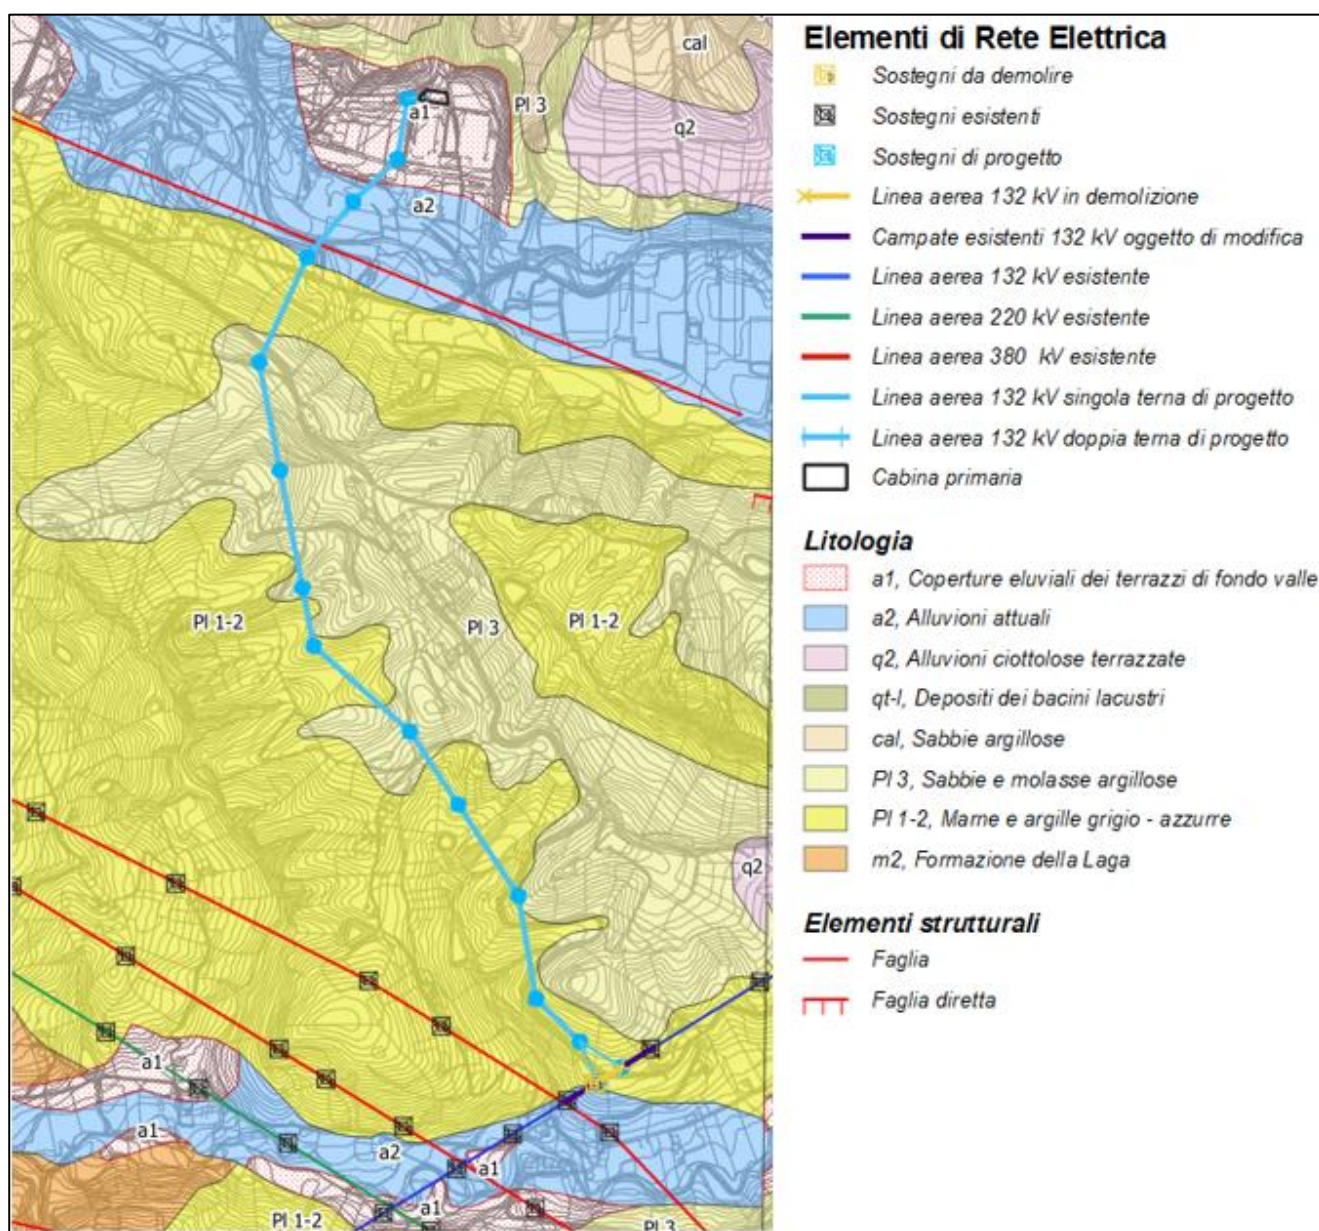 Elementi di Rete Elettrica
Sostegni da demolire
Sostegni esistenti
Sostegni di progetto
Linea aerea 132 kV in demolizione
Campate esistenti 132 kV oggetto di modifica
Linea aerea 132 kV esistente
Linea aerea 220 kV esistente
Linea aerea 380 kV esistente
Linea aerea 132 kV singola terna di progetto
Linea aerea 132 kV doppia terna di progetto
Cabina primaria
Litologia
a1, Coperture eluviali dei terrazzi di fondo valle
a2, Alluvioni attuali
q2, Alluvioni ciottolose terrazzate
qt-l, Depositi dei bacini lacustri
cal, Sabbie argillose
Pl 3, Sabbie e molasse argillose
Pl 1-2, Marne e argille grigio - azzurre
m2, Formazione della Laga
Elementi strutturali
Faglia
Faglia diretta
cal
Pl 3
a1
q2
a2
Pl 1-2
Pl 3
Pl 1-2
q2
a1
a1
a2
a1
a1
Pl 1-2
Pl 3